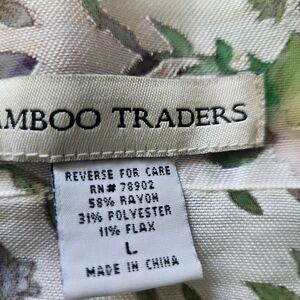 AMBOO TRADERS
REVERSE FOR CARE
RN# 78902
58% RAYON
31% POLYESTER
11% FLAX
L
MADE IN CHINA